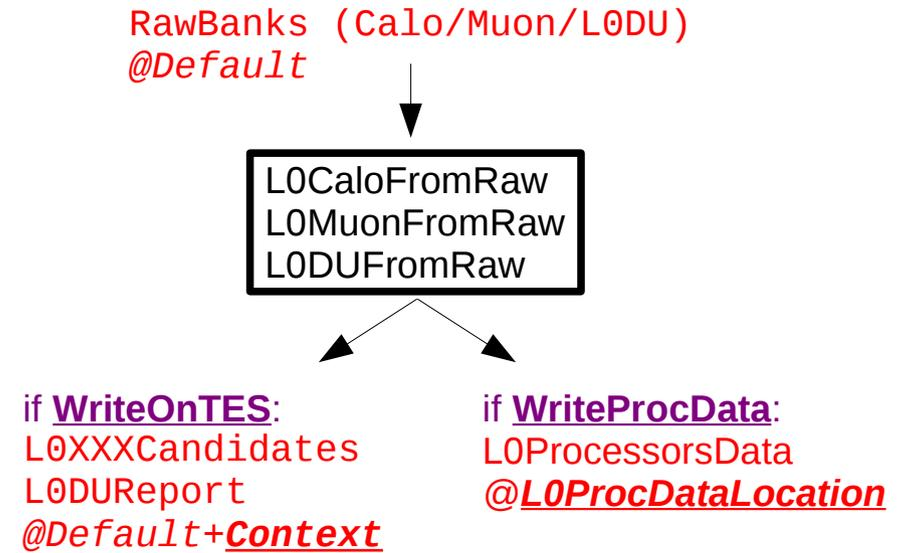 RawBanks (Calo/Muon/L0DU)
@Default
L0CaloFromRaw
L0MuonFromRaw
L0DUFromRaw
if WriteOnTES:
L0XXXCandidates
L0DUReport
@Default+Context
if WriteProcData:
L0ProcessorsData
@L0ProcDataLocation